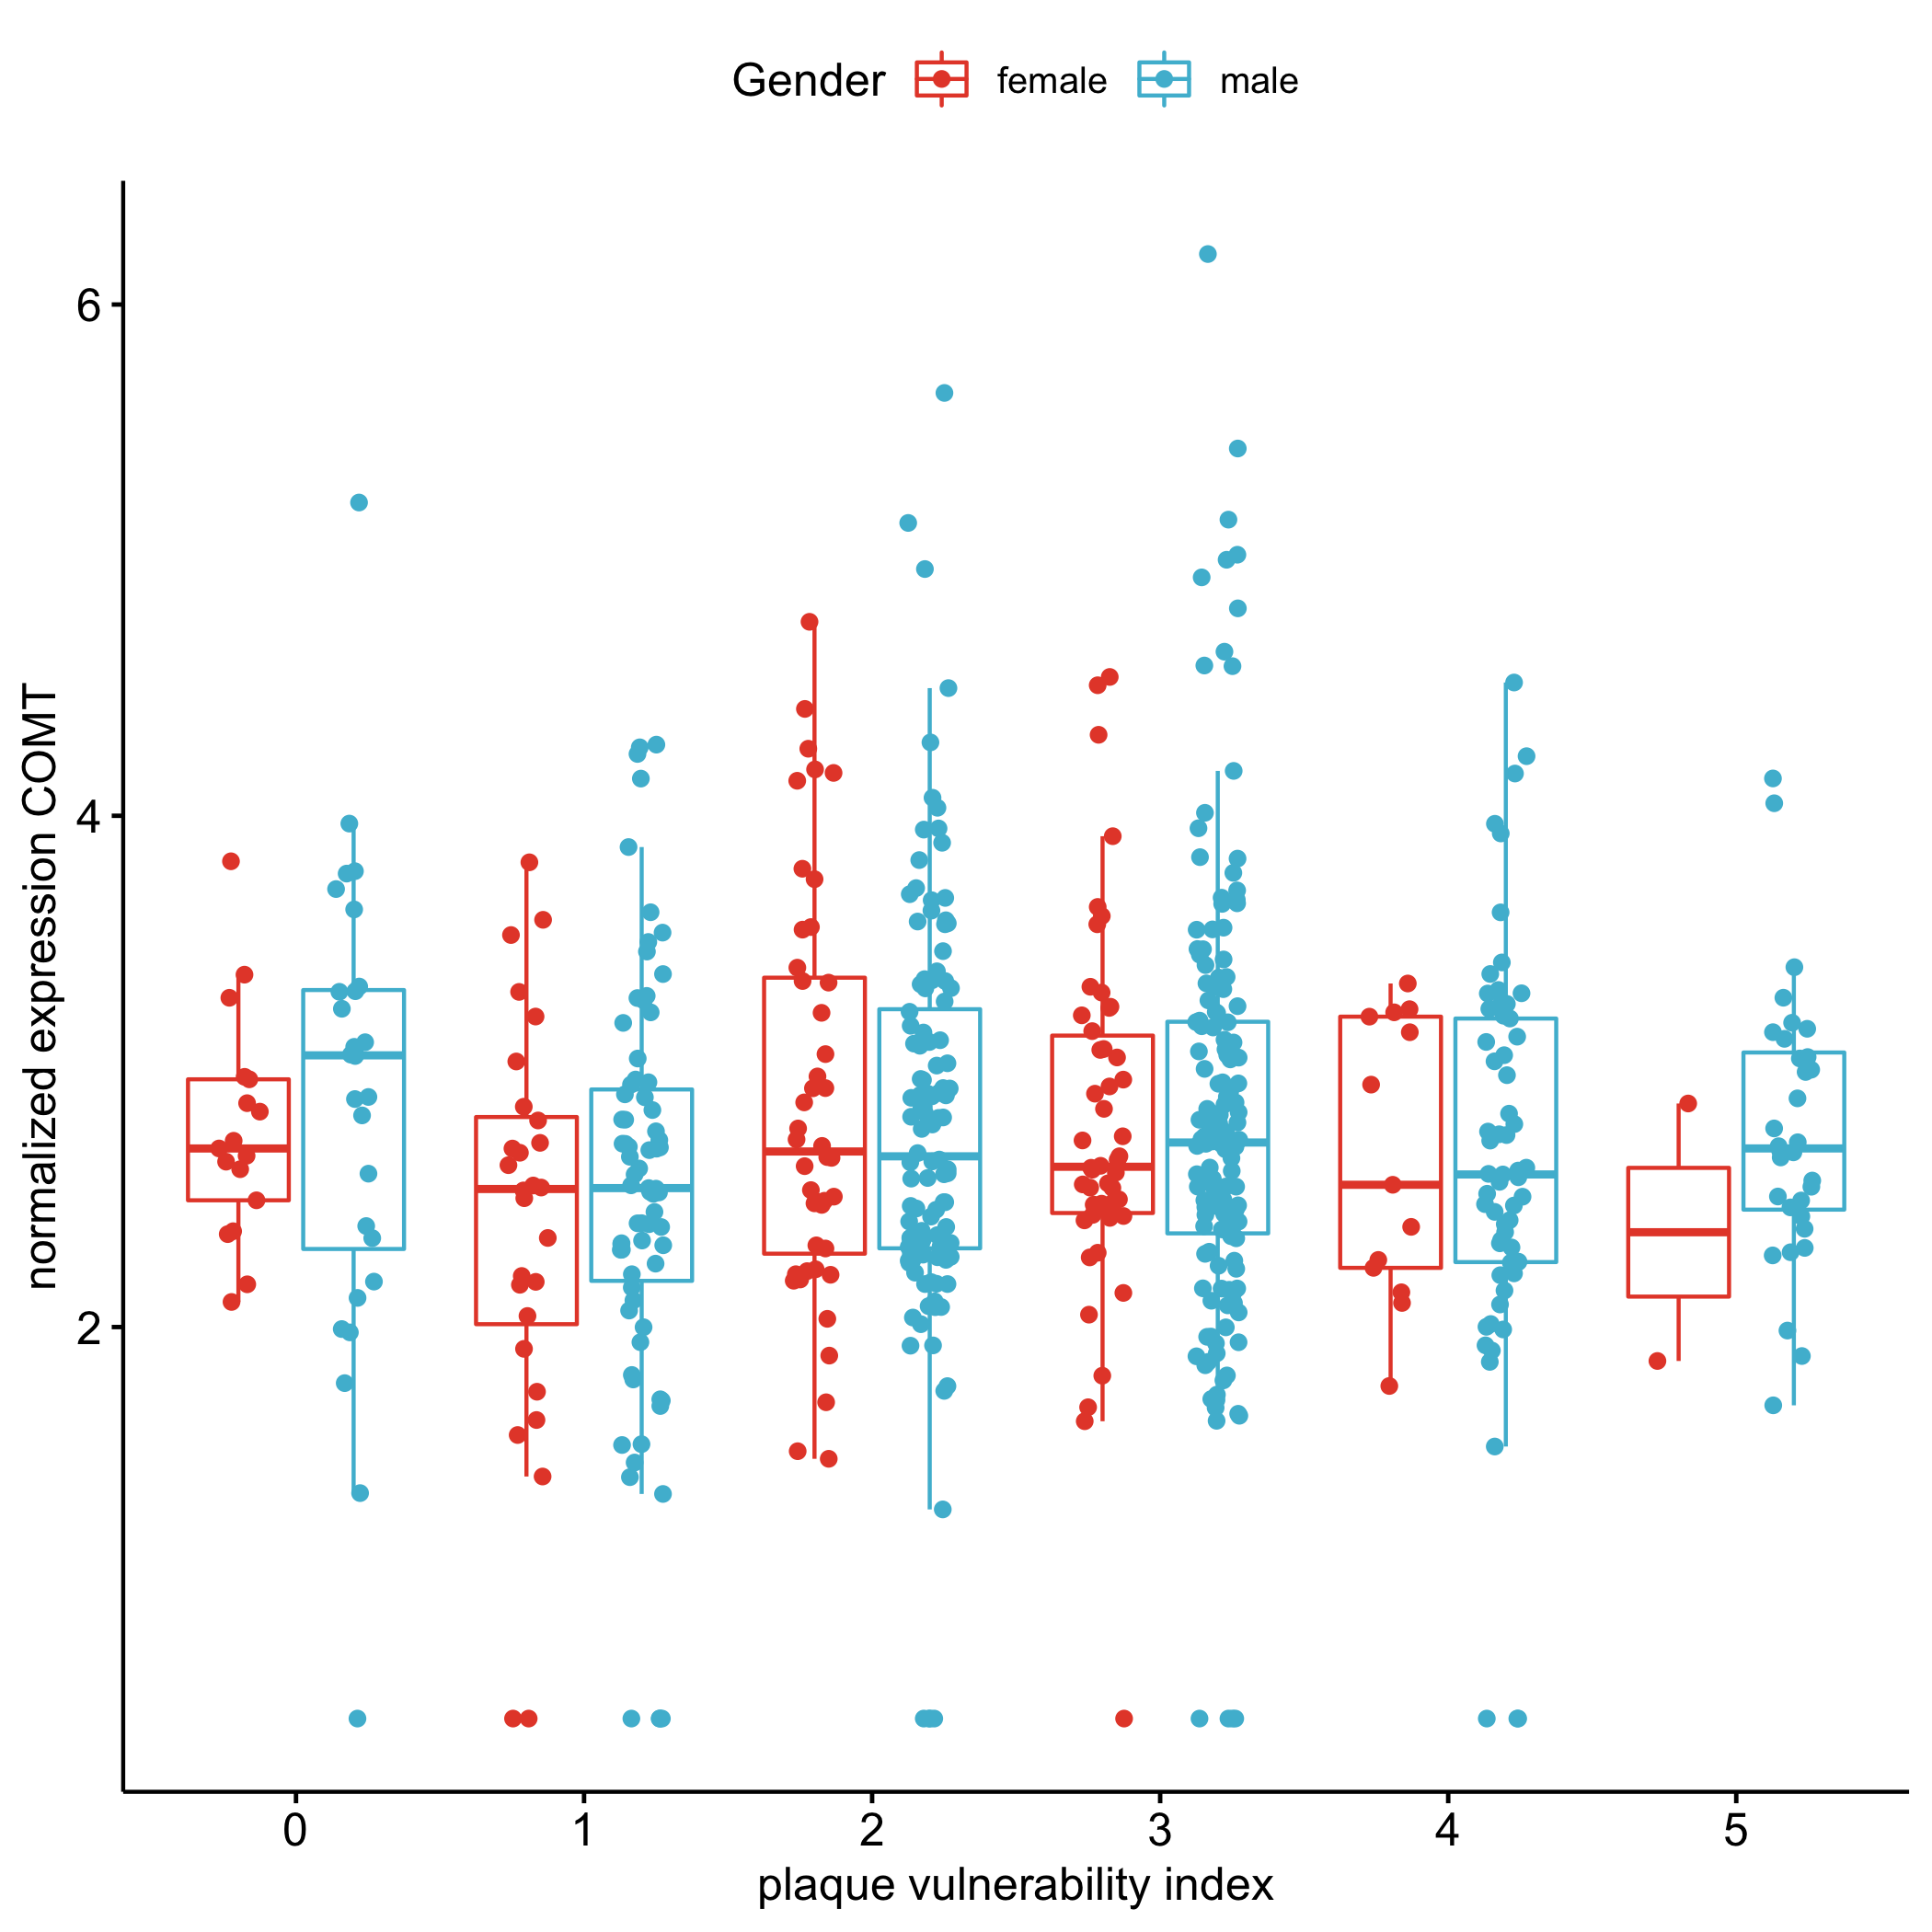 Gender female male
normalized expression COMT
6
4
2
0 1 2 3 4 5
plaque vulnerability index